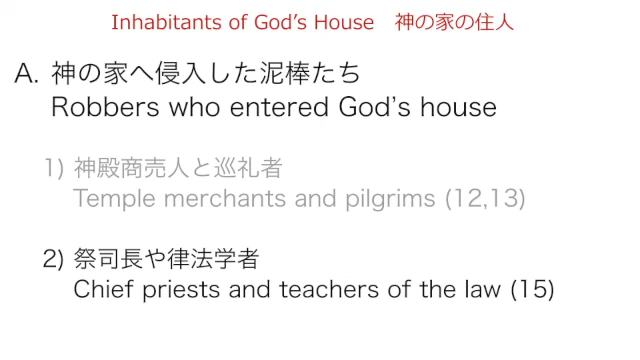 Inhabitants of God’s House　神の家の住人
A. 神の家へ侵入した泥棒たち
Robbers who entered God’s house
1) 神殿商売人と巡礼者
Temple merchants and pilgrims (12,13)
2) 祭司長や律法学者
Chief priests and teachers of the law (15)